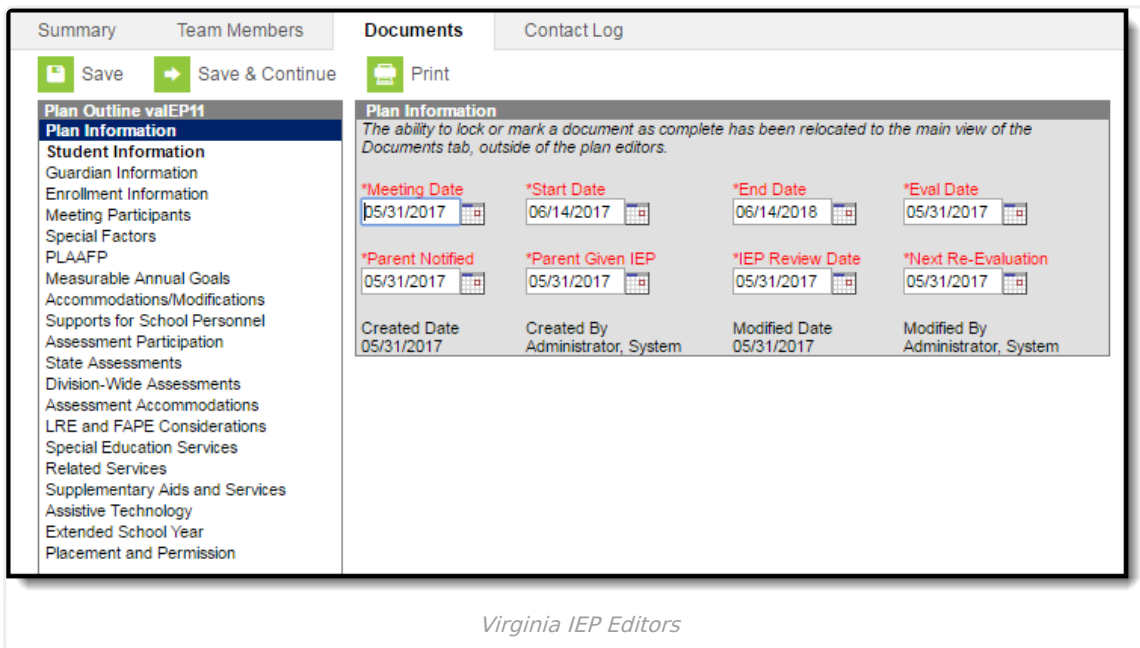 Summary Team Members Documents Contact Log
Save Save & Continue Print
Plan Outline vaIEP11
Plan Information
Student Information
Guardian Information
Enrollment Information
Meeting Participants
Special Factors
PLAAFP
Measurable Annual Goals
Accommodations/Modifications
Supports for School Personnel
Assessment Participation
State Assessments
Division-Wide Assessments
Assessment Accommodations
LRE and FAPE Considerations
Special Education Services
Related Services
Supplementary Aids and Services
Assistive Technology
Extended School Year
Placement and Permission
Plan Information
The ability to lock or mark a document as complete has been relocated to the main view of the
Documents tab, outside of the plan editors.
*Meeting Date *Start Date *End Date *Eval Date
05/31/2017 06/14/2017 06/14/2018 05/31/2017
*Parent Notified *Parent Given IEP *IEP Review Date *Next Re-Evaluation
05/31/2017 05/31/2017 05/31/2017 05/31/2017
Created Date Created By Modified Date Modified By
05/31/2017 Administrator, System 05/31/2017 Administrator, System
Virginia IEP Editors